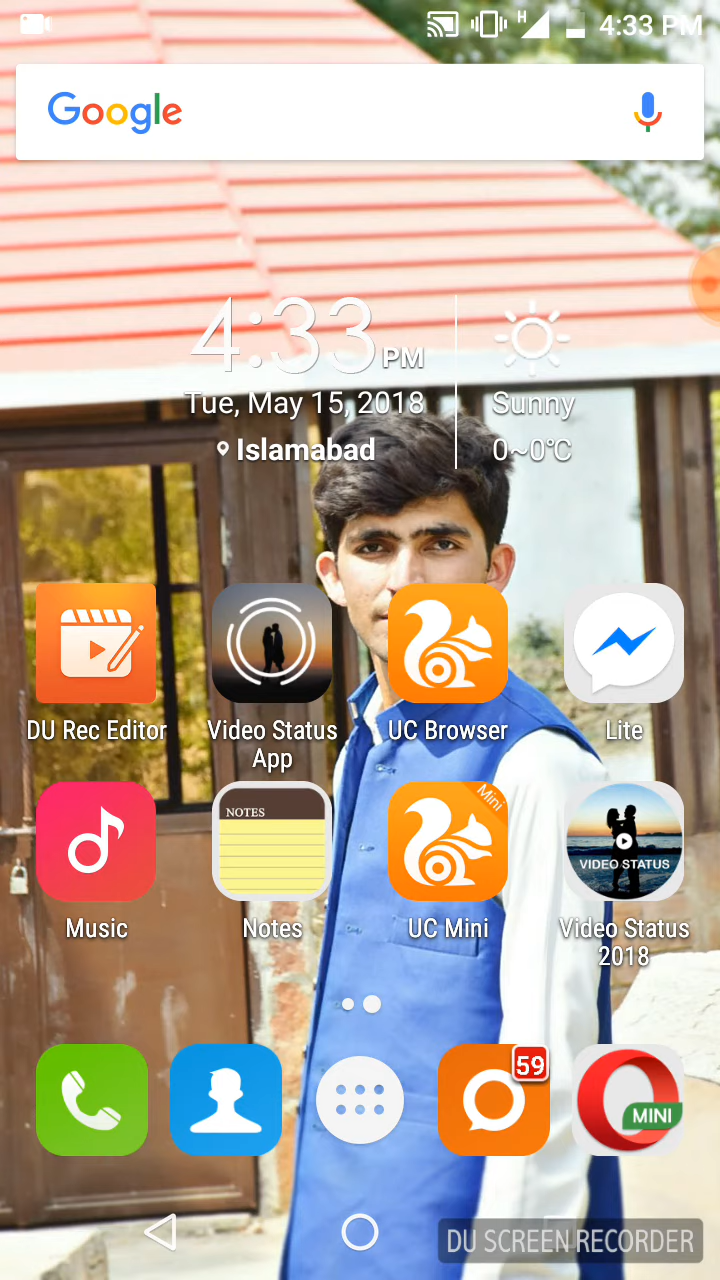 H 4:33 PM
Google
4:33 PM
Tue, May 15, 2018
Sunny
Islamabad
0~0℃
DU Rec Editor
Video Status
App
UC Browser
Lite
NOTES
Mini
VIDEO STATUS
Music
Notes
UC Mini
Video Status
2018
59
MINI
DU SCREEN RECORDER